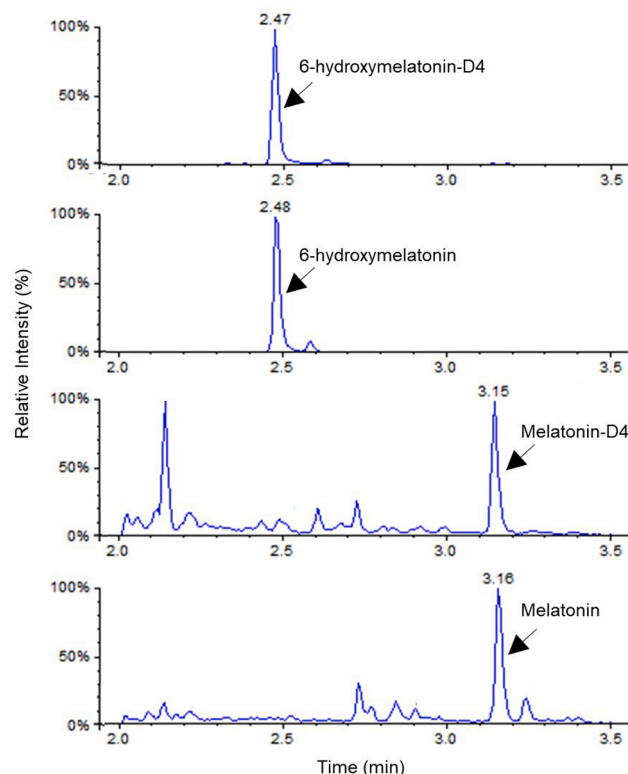 2.47
100%
6-hydroxymelatonin-D4
50%
0%
2.0 2.5 3.0 3.5
2.48
100%
6-hydroxymelatonin
50%
0%
2.0 2.5 3.0 3.5
3.15
100%
Melatonin-D4
50%
0%
2.0 2.5 3.0 3.5
3.16
100%
Melatonin
50%
0%
2.0 2.5 3.0 3.5
Relative Intensity (%)
Time (min)